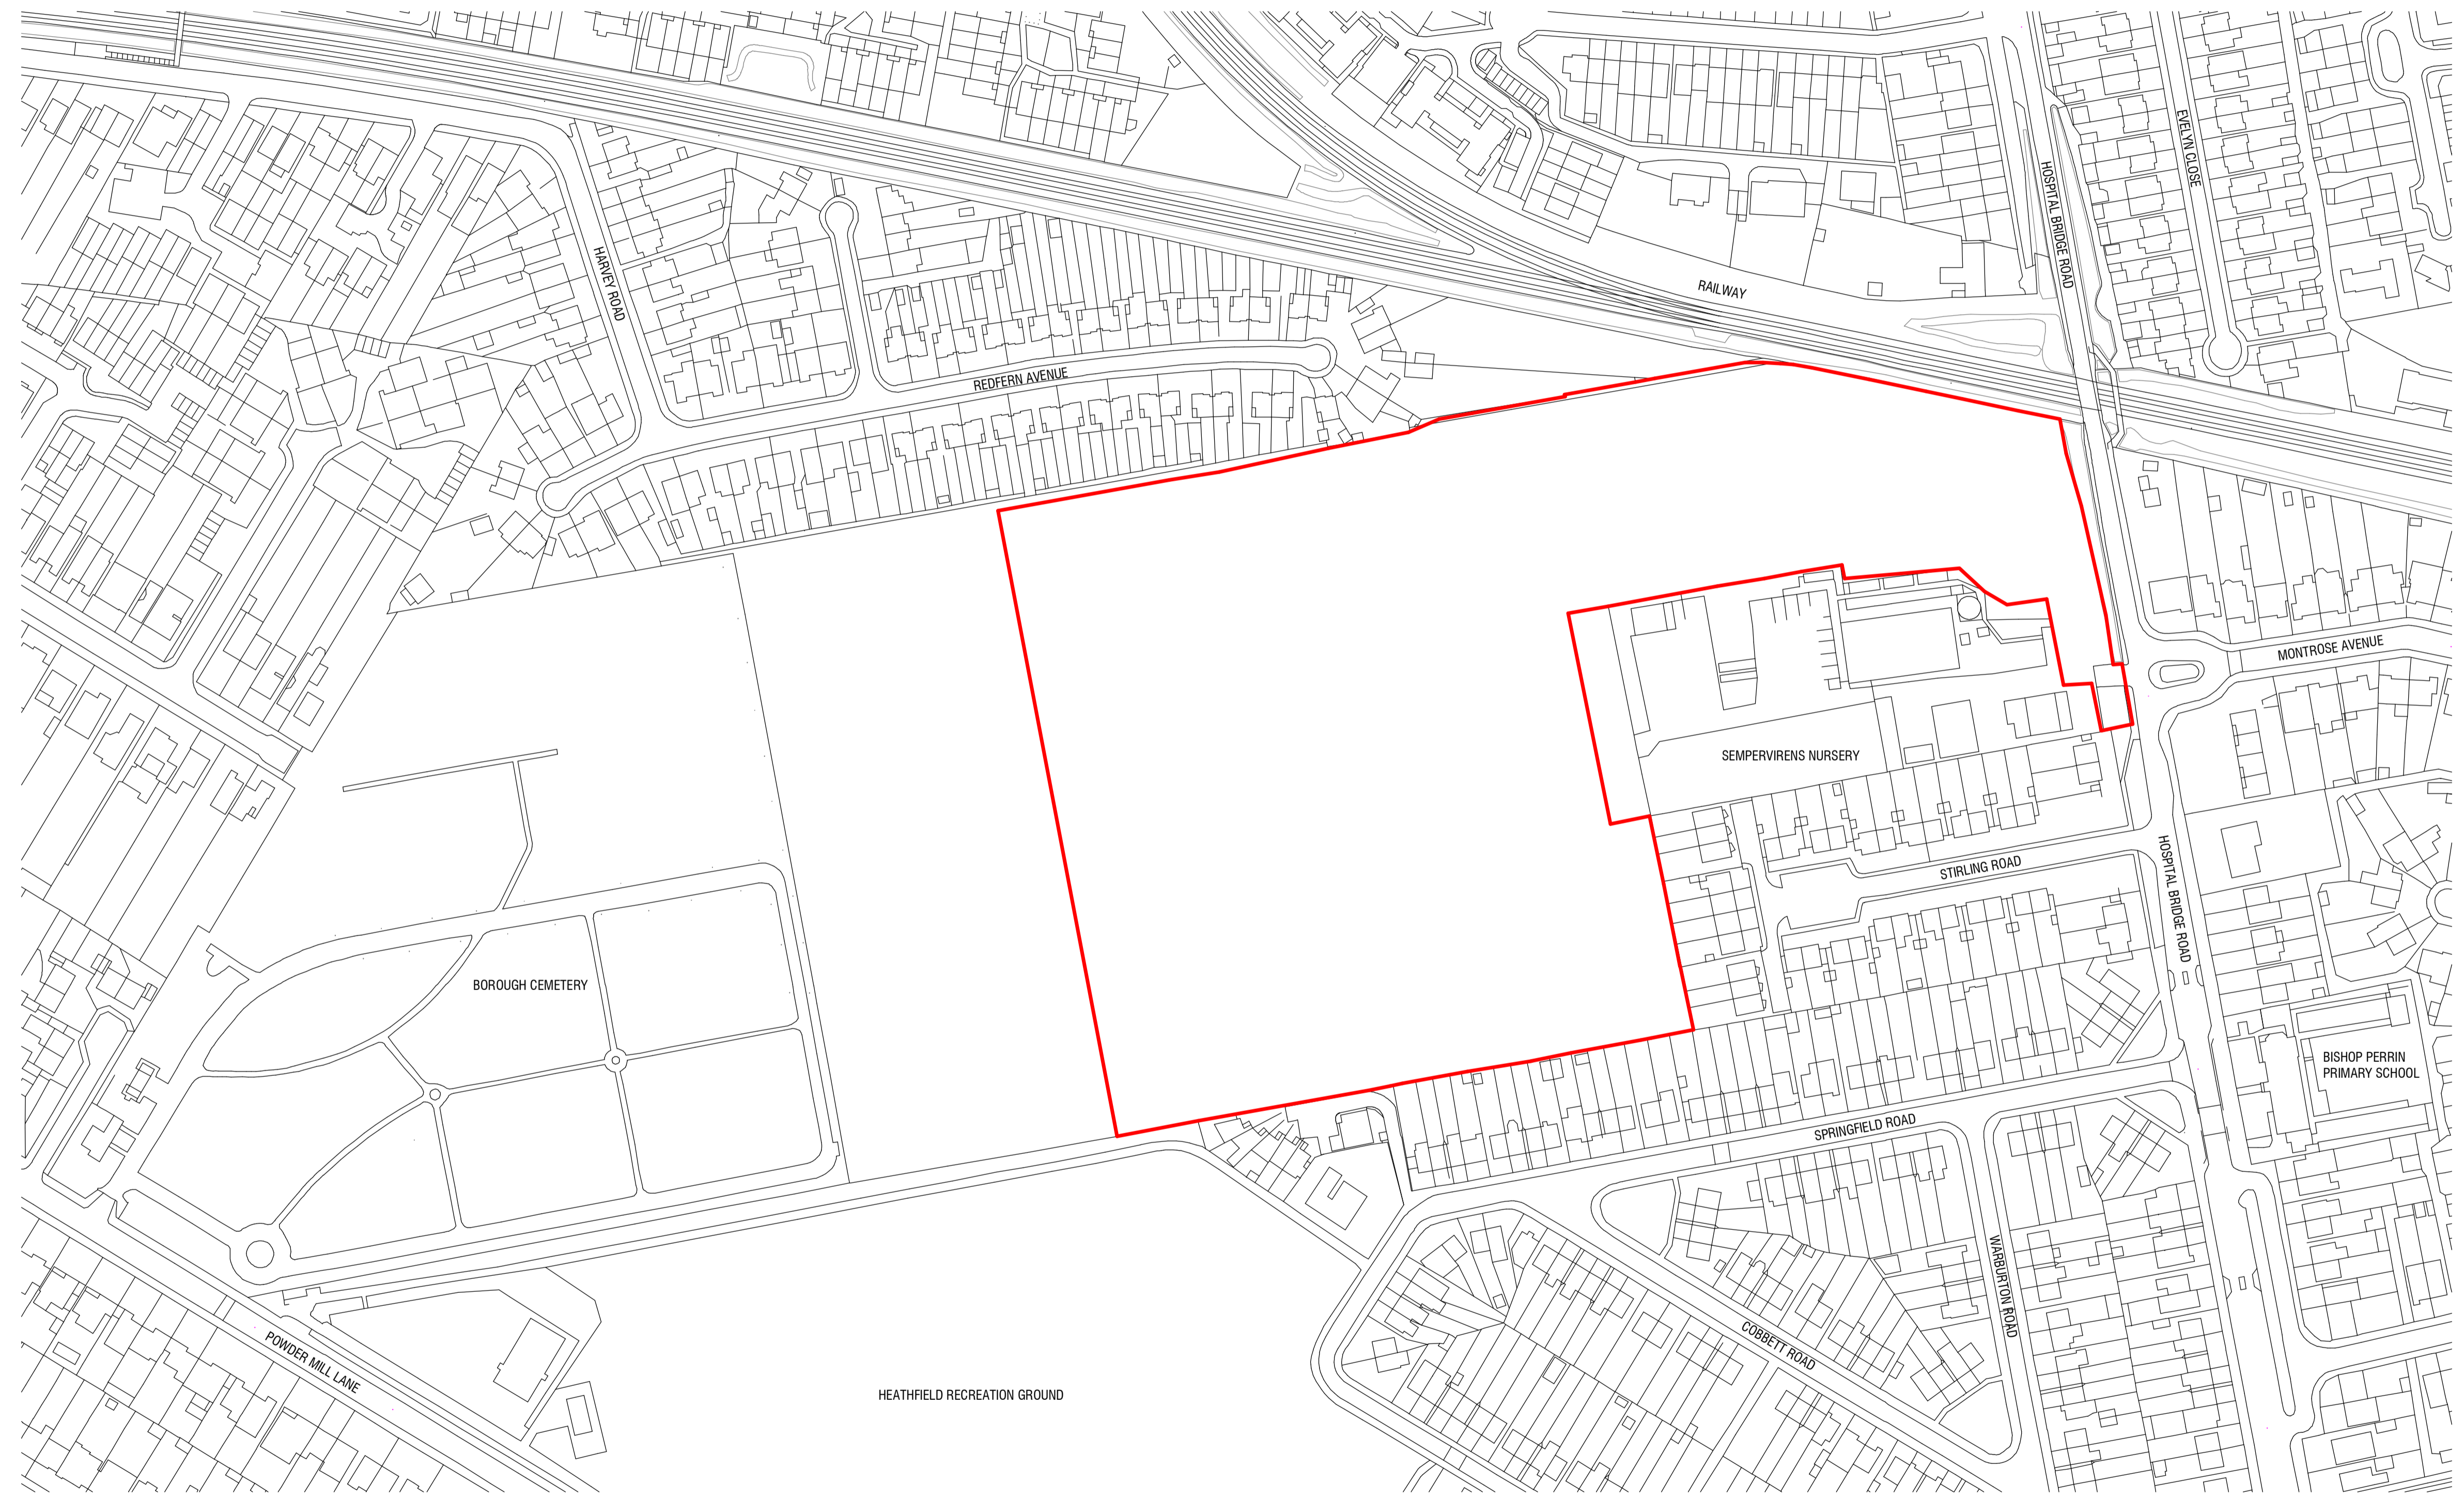 EVELYN CLOSE
HOSPITAL BRIDGE ROAD
HARVEY ROAD
RAILWAY
REDFERN AVENUE
MONTROSE AVENUE
SEMPERVIRENS NURSERY
STIRLING ROAD
HOSPITAL BRIDGE ROAD
BOROUGH CEMETERY
BISHOP PERRIN
PRIMARY SCHOOL
SPRINGFIELD ROAD
WARBURTON ROAD
COBBETT ROAD
POWDER MILL LANE
HEATHFIELD RECREATION GROUND